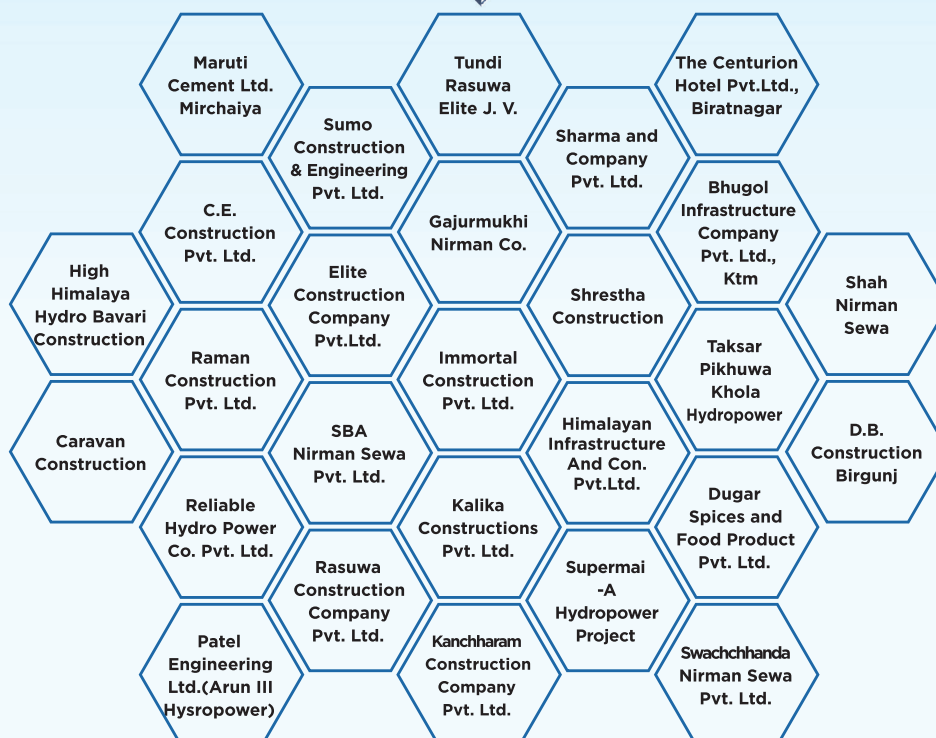 Maruti
Cement Ltd.
Mirchaiya
Tundi
Rasuwa
Elite J. V.
The Centurion
Hotel Pvt.Ltd.,
Biratnagar
Sumo
Construction
& Engineering
Pvt. Ltd.
Sharma and
Company
Pvt. Ltd.
C.E.
Construction
Pvt. Ltd.
Gajurmukhi
Nirman Co.
Bhugol
Infrastructure
Company
Pvt. Ltd.,
Ktm
High
Himalaya
Hydro Bavari
Construction
Elite
Construction
Company
Pvt.Ltd.
Shrestha
Construction
Shah
Nirman
Sewa
Raman
Construction
Pvt. Ltd.
Immortal
Construction
Pvt. Ltd.
Taksar
Pikhuwa
Khola
Hydropower
Caravan
Construction
SBA
Nirman Sewa
Pvt. Ltd.
Himalayan
Infrastructure
And Con.
Pvt.Ltd.
D.B.
Construction
Birgunj
Reliable
Hydro Power
Co. Pvt. Ltd.
Kalika
Constructions
Pvt. Ltd.
Dugar
Spices and
Food Product
Pvt. Ltd.
Rasuwa
Construction
Company
Pvt. Ltd.
Supermai
-A
Hydropower
Project
Patel
Engineering
Ltd.(Arun III
Hysropower)
Kanchharam
Construction
Company
Pvt. Ltd.
Swachchhanda
Nirman Sewa
Pvt. Ltd.